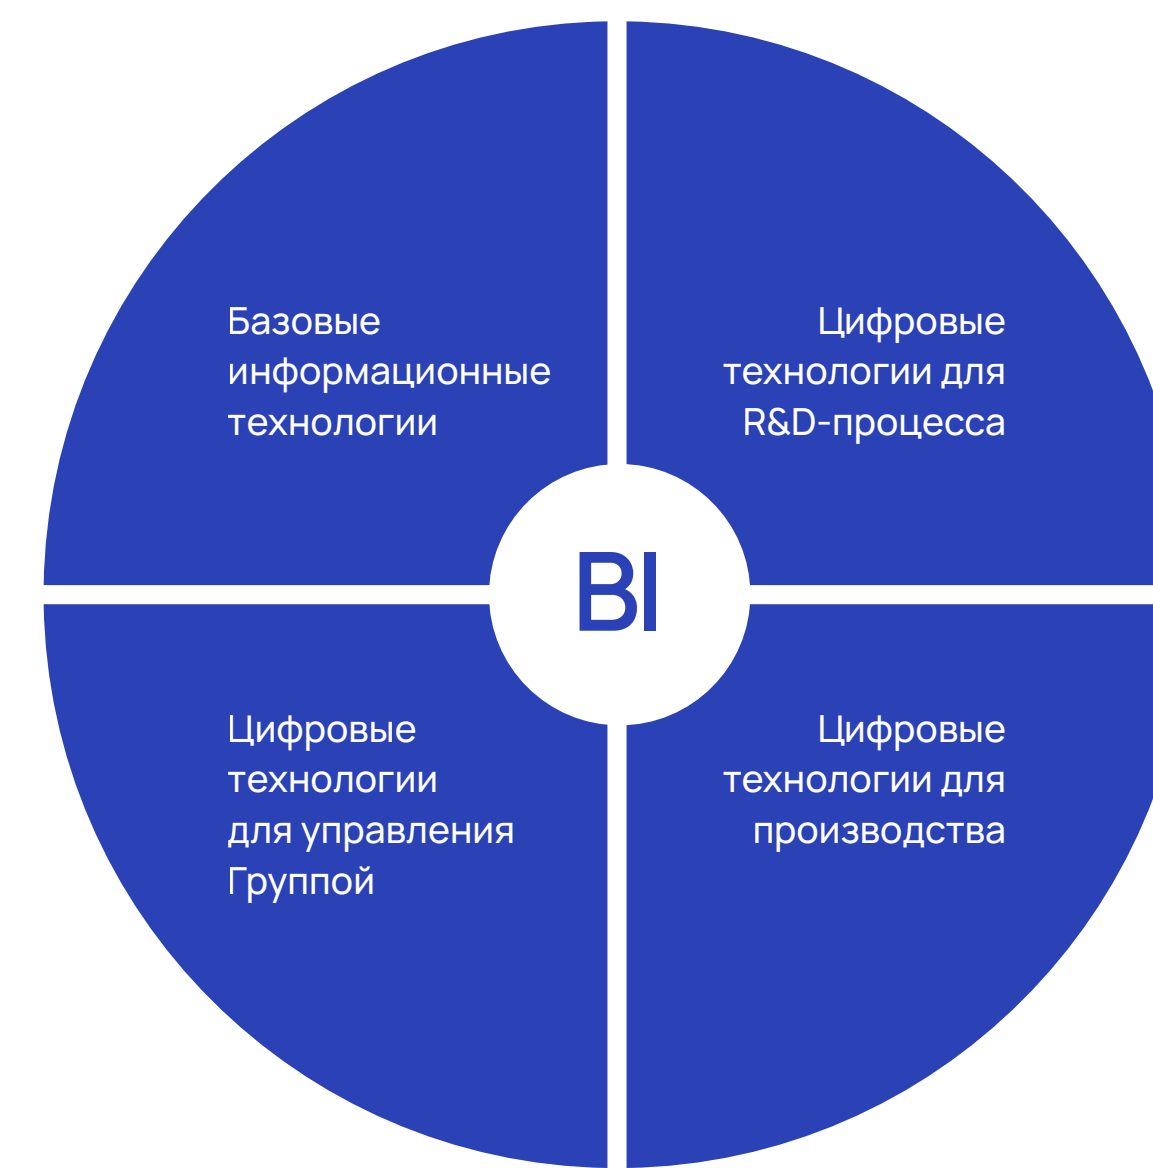 Базовые
информационные
технологии
Цифровые
технологии для
R&D-процесса
BI
Цифровые
технологии
для управления
Группой
Цифровые
технологии для
производства